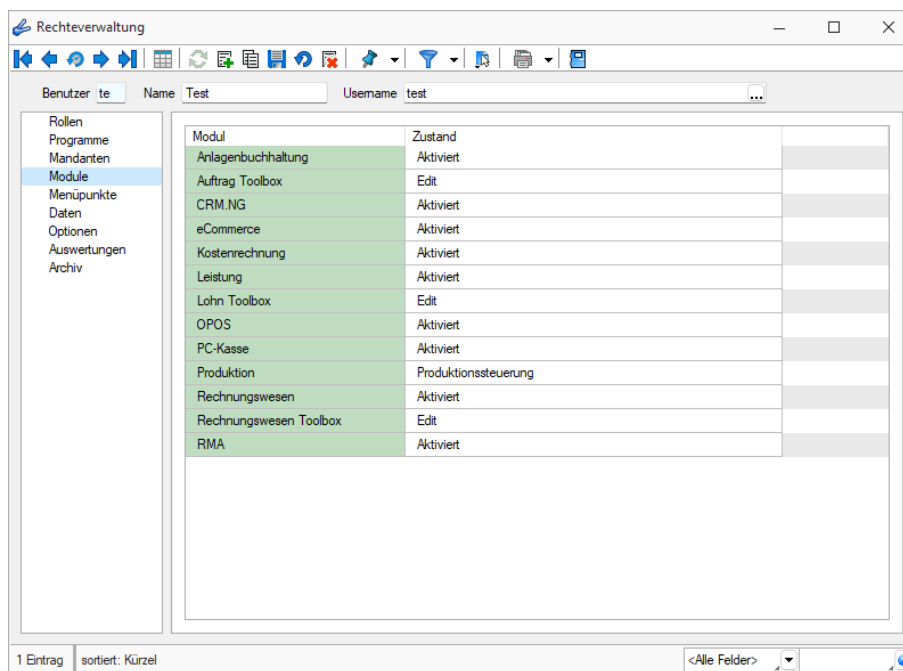 Rechteverwaltung
Benutzer te Name Test Username test ...
Rollen
Programme
Mandanten
Module
Menüpunkte
Daten
Optionen
Auswertungen
Archiv
Modul Zustand
Anlagenbuchhaltung Aktiviert
Auftrag Toolbox Edit
CRM.NG Aktiviert
eCommerce Aktiviert
Kostenrechnung Aktiviert
Leistung Aktiviert
Lohn Toolbox Edit
OPOS Aktiviert
PC-Kasse Aktiviert
Produktion Produktionssteuerung
Rechnungswesen Aktiviert
Rechnungswesen Toolbox Edit
RMA Aktiviert
1 Eintrag sortiert: Kürzel <Alle Felder>